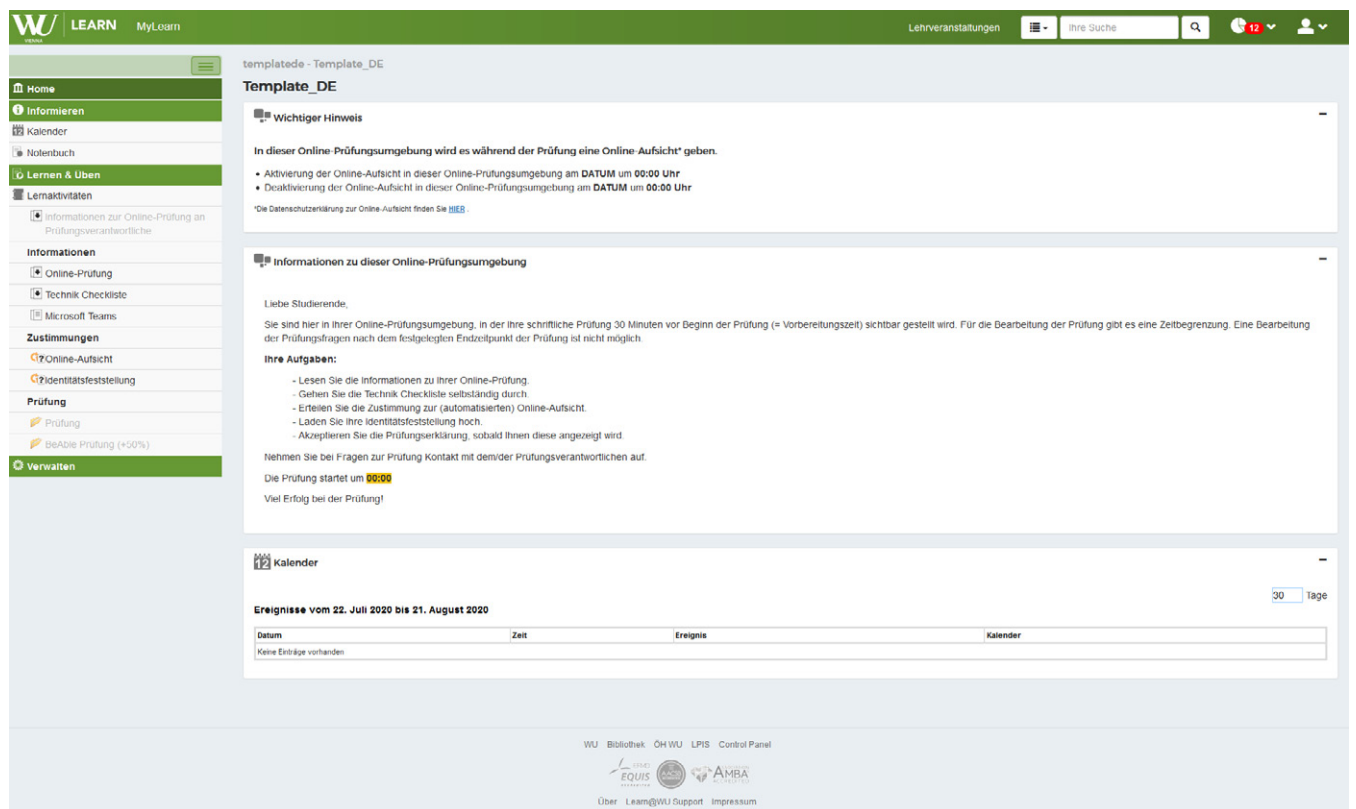 WU
VIENNA
LEARN
MyLearn
Lehrveranstaltungen
Ihre Suche
12
Home
Informieren
Kalender
Notenbuch
Lernen & Üben
Lernaktivitäten
Informationen zur Online-Prüfung an
Prüfungsverantwortliche
Informationen
Online-Prüfung
Technik Checkliste
Microsoft Teams
Zustimmungen
Online-Aufsicht
Identitätsfeststellung
Prüfung
Prüfung
BeAble Prüfung (+50%)
Verwalten
templatede - Template_DE
Template_DE
Wichtiger Hinweis
In dieser Online-Prüfungsumgebung wird es während der Prüfung eine Online-Aufsicht* geben.
• Aktivierung der Online-Aufsicht in dieser Online-Prüfungsumgebung am DATUM um 00:00 Uhr
• Deaktivierung der Online-Aufsicht in dieser Online-Prüfungsumgebung am DATUM um 00:00 Uhr
*Die Datenschutzerklärung zur Online-Aufsicht finden Sie HIER .
Informationen zu dieser Online-Prüfungsumgebung
Liebe Studierende,
Sie sind hier in Ihrer Online-Prüfungsumgebung, in der Ihre schriftliche Prüfung 30 Minuten vor Beginn der Prüfung (= Vorbereitungszeit) sichtbar gestellt wird. Für die Bearbeitung der Prüfung gibt es eine Zeitbegrenzung. Eine Bearbeitung
der Prüfungsfragen nach dem festgelegten Endzeitpunkt der Prüfung ist nicht möglich.
Ihre Aufgaben:
- Lesen Sie die Informationen zu Ihrer Online-Prüfung.
- Gehen Sie die Technik Checkliste selbständig durch.
- Erteilen Sie die Zustimmung zur (automatisierten) Online-Aufsicht.
- Laden Sie Ihre Identitätsfeststellung hoch.
- Akzeptieren Sie die Prüfungserklärung, sobald Ihnen diese angezeigt wird.
Nehmen Sie bei Fragen zur Prüfung Kontakt mit dem/der Prüfungsverantwortlichen auf.
Die Prüfung startet um 00:00
Viel Erfolg bei der Prüfung!
12 Kalender
30 Tage
Ereignisse vom 22. Juli 2020 bis 21. August 2020
Datum Zeit Ereignis Kalender
Keine Einträge vorhanden
WU Bibliothek ÖH WU LPIS Control Panel
EFMD
EQUIS
ACCREDITED
AMBA
ACCREDITED
Über Learn@WU Support Impressum